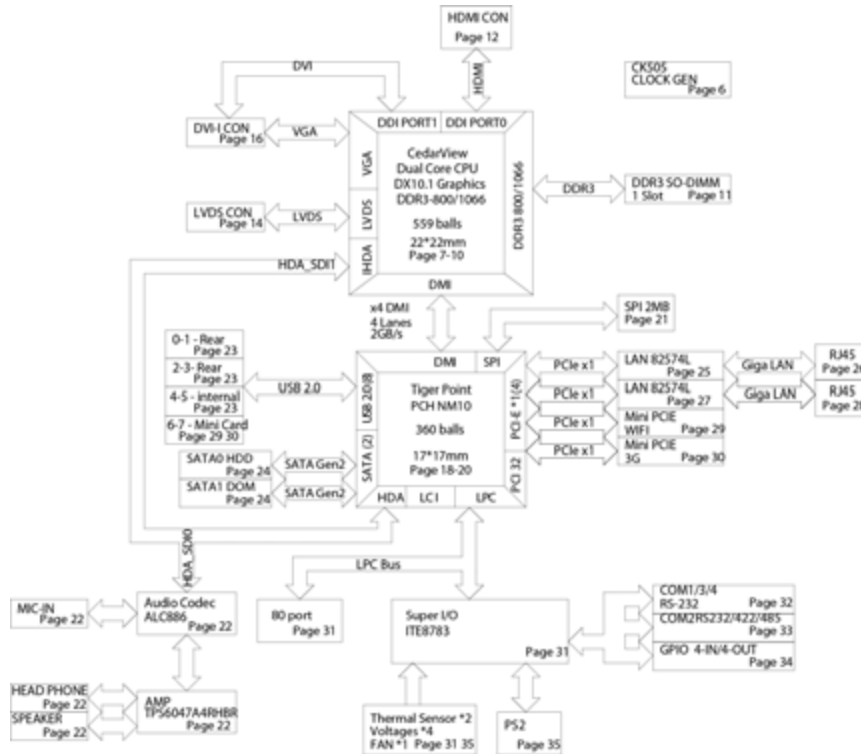 HDMI CON
Page 12
HDMI
DVI
CK505
CLOCK GEN
Page 6
DVI-I CON
Page 16
VGA
DDI PORT1
DDI PORT0
VGA
CedarView
Dual Core CPU
DX10.1 Graphics
DDR3-800/1066
559 balls
22*22mm
Page 7-10
DDR3 800/1066
DDR3
DDR3 SO-DIMM
1 Slot
Page 11
LVDS CON
Page 14
LVDS
LVDS
IHDA
HDA_SDI1
DMI
x4 DMI
4 Lanes
2GB/s
SPI 2MB
Page 21
0-1 - Rear
Page 23
2-3- Rear
Page 23
4-5 - internal
Page 23
6-7 - Mini Card
Page 29 30
USB 2.0
USB 2.0(8)
DMI
SPI
Tiger Point
PCH NM10
360 balls
17*17mm
Page 18-20
PCI-E *1(4)
PCI 32
PCIe x1
LAN 82574L
Page 25
Giga LAN
RJ45
PCIe x1
LAN 82574L
Page 27
Giga LAN
RJ45
PCIe x1
Mini PCIE
WIFI
Page 29
PCIe x1
Mini PCIE
3G
Page 30
SATA0 HDD
Page 24
SATA Gen2
SATA1 DOM
Page 24
SATA Gen2
SATA (2)
HDA
LCI
LPC
HDA_SDI0
LPC Bus
MIC-IN
Page 22
Audio Codec
ALC886
Page 22
80 port
Page 31
Super I/O
ITE8783
Page 31
COM1/3/4
RS-232
Page 32
COM2RS232/422/485
Page 33
GPIO 4-IN/4-OUT
Page 34
HEAD PHONE
Page 22
SPEAKER
Page 22
AMP
TPS6047A4RHBR
Page 22
Thermal Sensor *2
Voltages *4
FAN *1 Page 31 35
PS2
Page 35